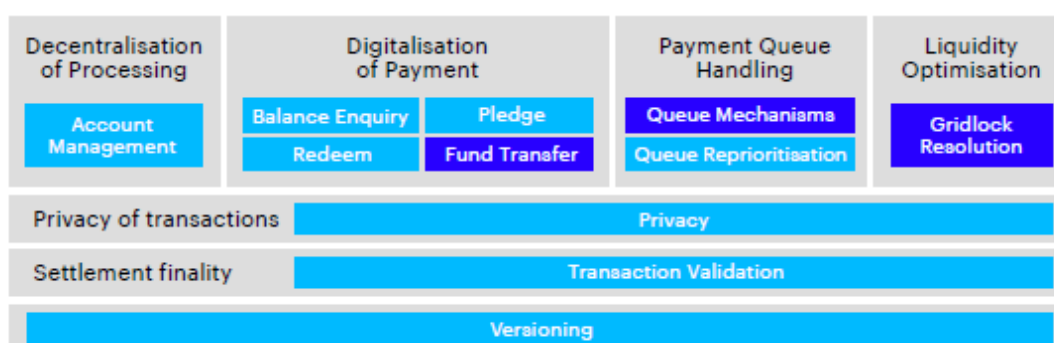 Decentralisation
of Processing
Account
Management
Digitalisation
of Payment
Balance Enquiry
Pledge
Redeem
Fund Transfer
Payment Queue
Handling
Queue Mechanisms
Queue Reprioritisation
Liquidity
Optimisation
Gridlock
Resolution
Privacy of transactions
Privacy
Settlement finality
Transaction Validation
Versioning